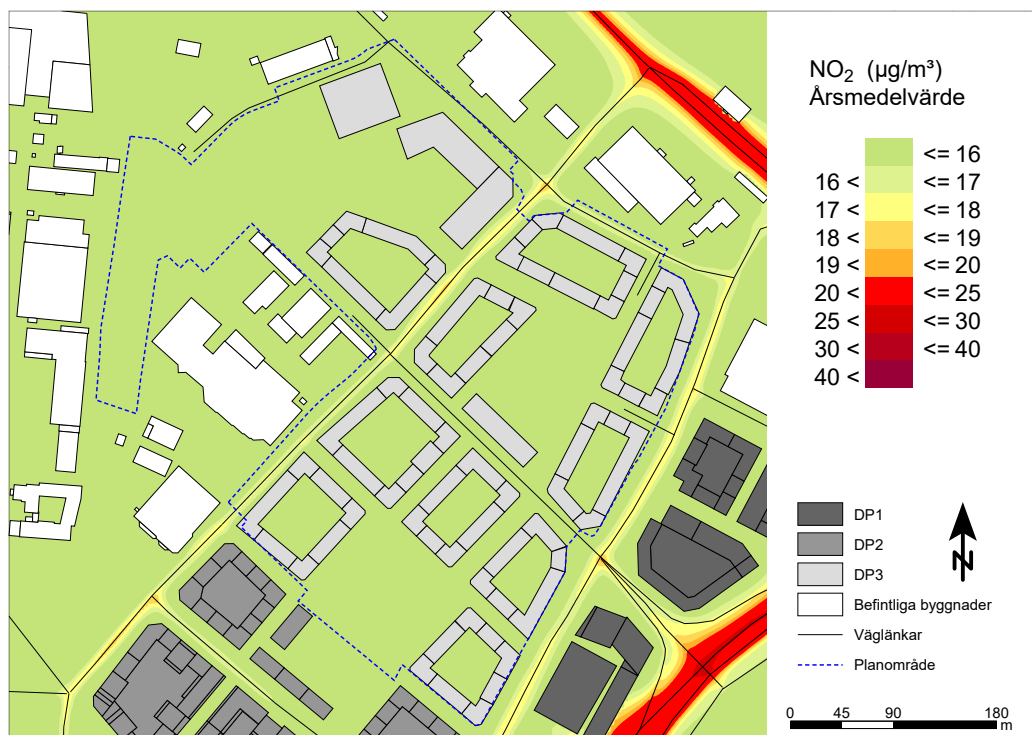 NO2 (µg/m³)
Årsmedelvärde
<= 16
16 < <= 17
17 < <= 18
18 < <= 19
19 < <= 20
20 < <= 25
25 < <= 30
30 < <= 40
40 <
DP1
DP2
DP3
Befintliga byggnader
Väglänkar
Planområde
N
0 45 90 180
m